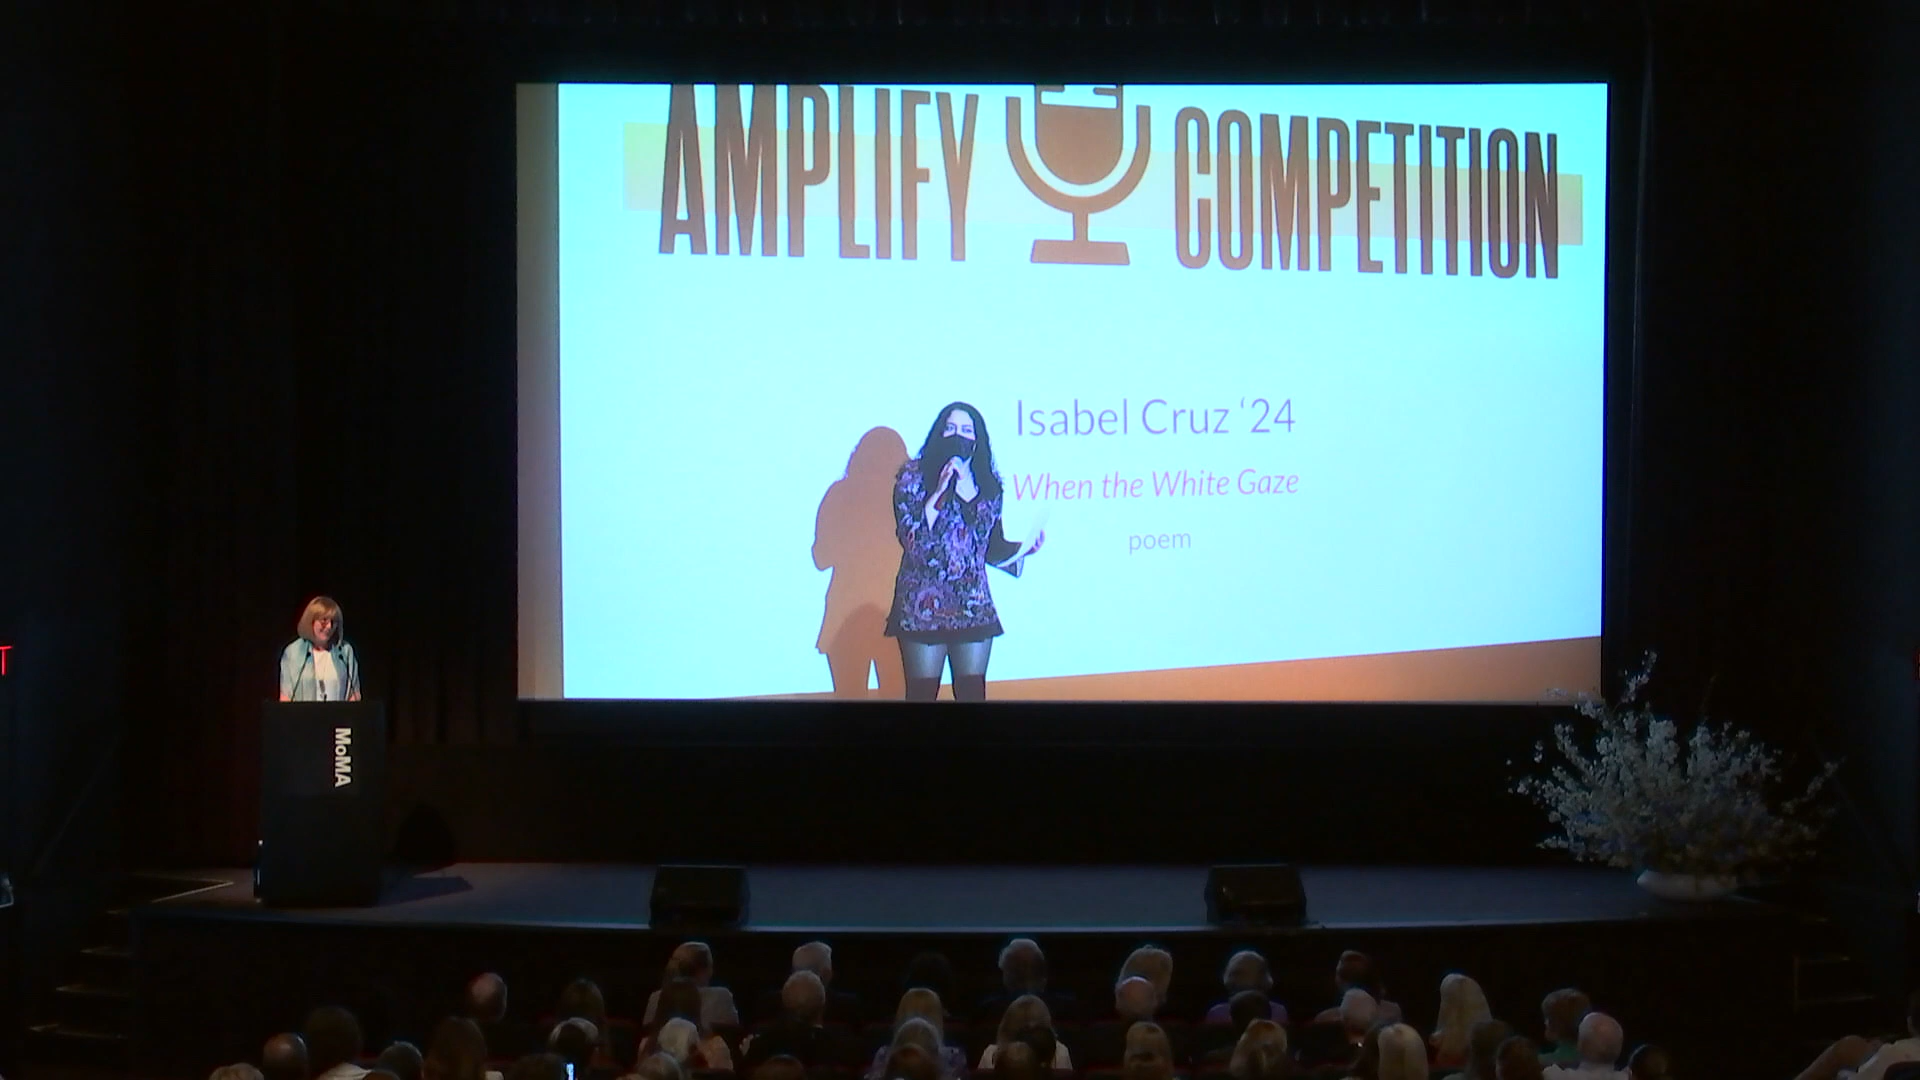 AMPLIFY COMPETITION
Isabel Cruz ‘24
When the White Gaze
poem
MoMA